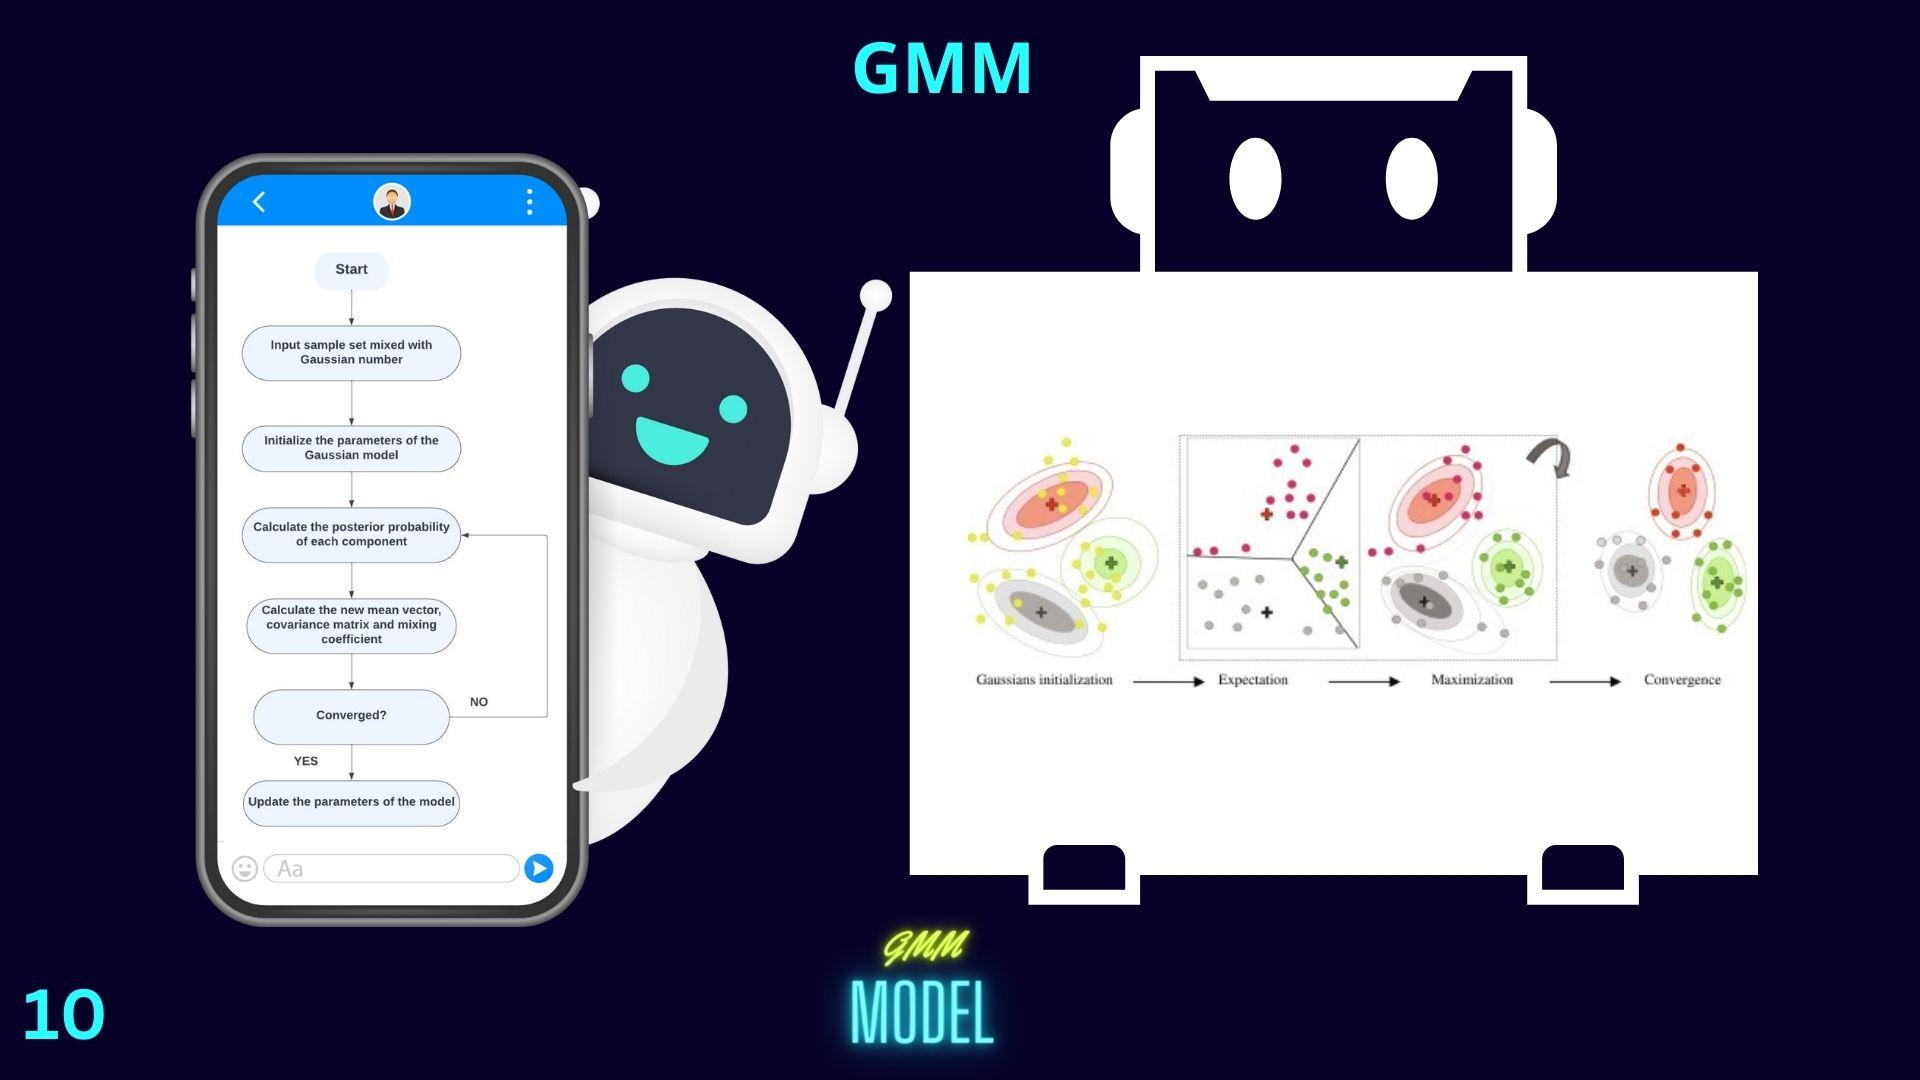 GMM
Start
Input sample set mixed with
Gaussian number
Initialize the parameters of the
Gaussian model
Calculate the posterior probability
of each component
Calculate the new mean vector,
covariance matrix and mixing
coefficient
Converged?
NO
YES
Update the parameters of the model
Aa
Gaussians initialization
Expectation
Maximization
Convergence
GMM
MODEL
10